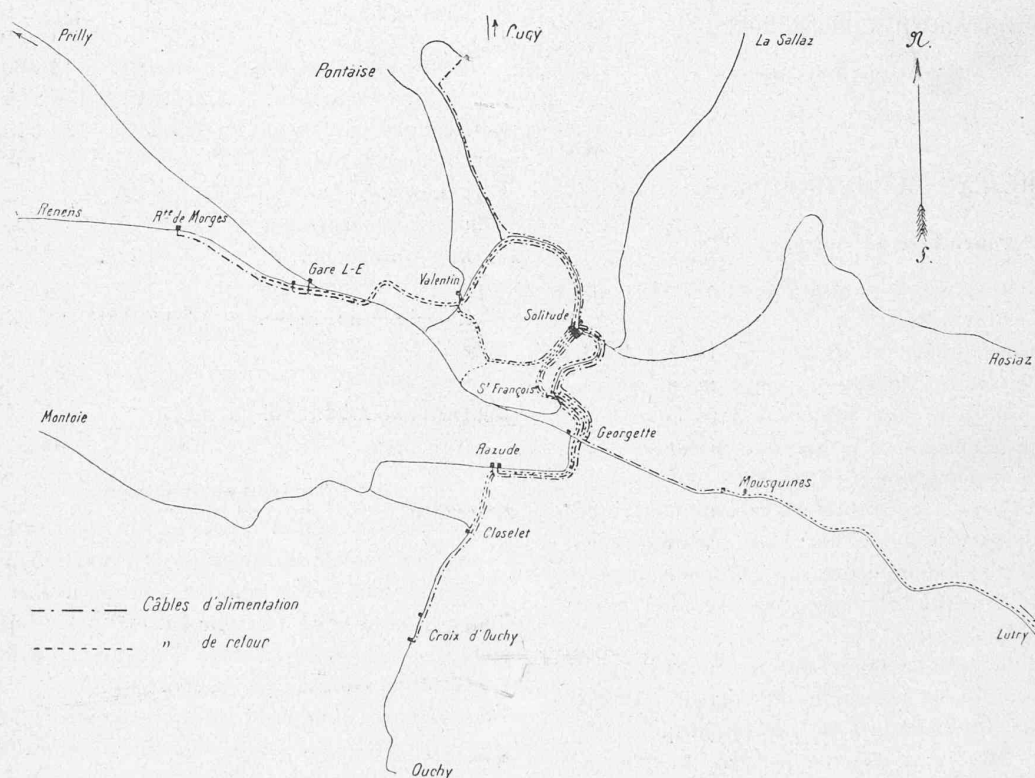 Prilly
Cugy
La Sallaz
N.
Pontaise
Renens
Rte de Morges
S.
Gare L-E
Valentin
Solitude
Rosiaz
St François
Montoie
Georgette
Razude
Mousquines
Closelet
Câbles d'alimentation
" de retour
Croix d'Ouchy
Lutry
Ouchy